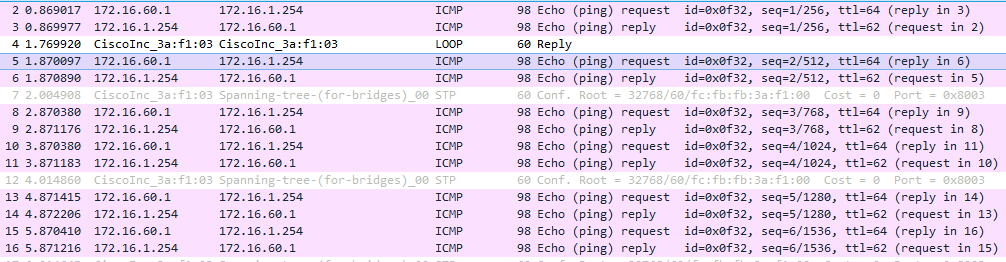 2 0.869017 172.16.60.1 172.16.1.254 ICMP 98 Echo (ping) request id=0x0f32, seq=1/256, ttl=64 (reply in 3)
3 0.869977 172.16.60.1 172.16.1.254 ICMP 98 Echo (ping) request id=0x0f32, seq=1/256, ttl=64 (request in 2)
4 1.769920 CiscoInc_3a:f1:03 CiscoInc_3a:f1:03 LOOP 60 Reply
5 1.870097 172.16.60.1 172.16.1.254 ICMP 98 Echo (ping) request id=0x0f32, seq=2/512, ttl=64 (reply in 6)
6 1.870890 172.16.1.254 172.16.60.1 ICMP 98 Echo (ping) reply id=0x0f32, seq=2/512, ttl=62 (request in 5)
7 2.004908 CiscoInc_3a:f1:03 Spanning-tree-(for-bridges)_00 STP 60 Conf. Root = 32768/60/fc:fb:fb:3a:f1:00 Cost = 0 Port = 0x8003
8 2.870380 172.16.60.1 172.16.1.254 ICMP 98 Echo (ping) request id=0x0f32, seq=3/768, ttl=64 (reply in 9)
9 2.871176 172.16.1.254 172.16.60.1 ICMP 98 Echo (ping) reply id=0x0f32, seq=3/768, ttl=62 (request in 8)
10 3.870380 172.16.60.1 172.16.1.254 ICMP 98 Echo (ping) request id=0x0f32, seq=4/1024, ttl=64 (reply in 11)
11 3.871183 172.16.1.254 172.16.60.1 ICMP 98 Echo (ping) reply id=0x0f32, seq=4/1024, ttl=62 (request in 10)
12 4.014860 CiscoInc_3a:f1:03 Spanning-tree-(for-bridges)_00 STP 60 Conf. Root = 32768/60/fc:fb:fb:3a:f1:00 Cost = 0 Port = 0x8003
13 4.871415 172.16.60.1 172.16.1.254 ICMP 98 Echo (ping) request id=0x0f32, seq=5/1280, ttl=64 (reply in 14)
14 4.872206 172.16.1.254 172.16.60.1 ICMP 98 Echo (ping) reply id=0x0f32, seq=5/1280, ttl=62 (request in 13)
15 5.870410 172.16.60.1 172.16.1.254 ICMP 98 Echo (ping) request id=0x0f32, seq=6/1536, ttl=64 (reply in 16)
16 5.871216 172.16.1.254 172.16.60.1 ICMP 98 Echo (ping) reply id=0x0f32, seq=6/1536, ttl=62 (request in 15)